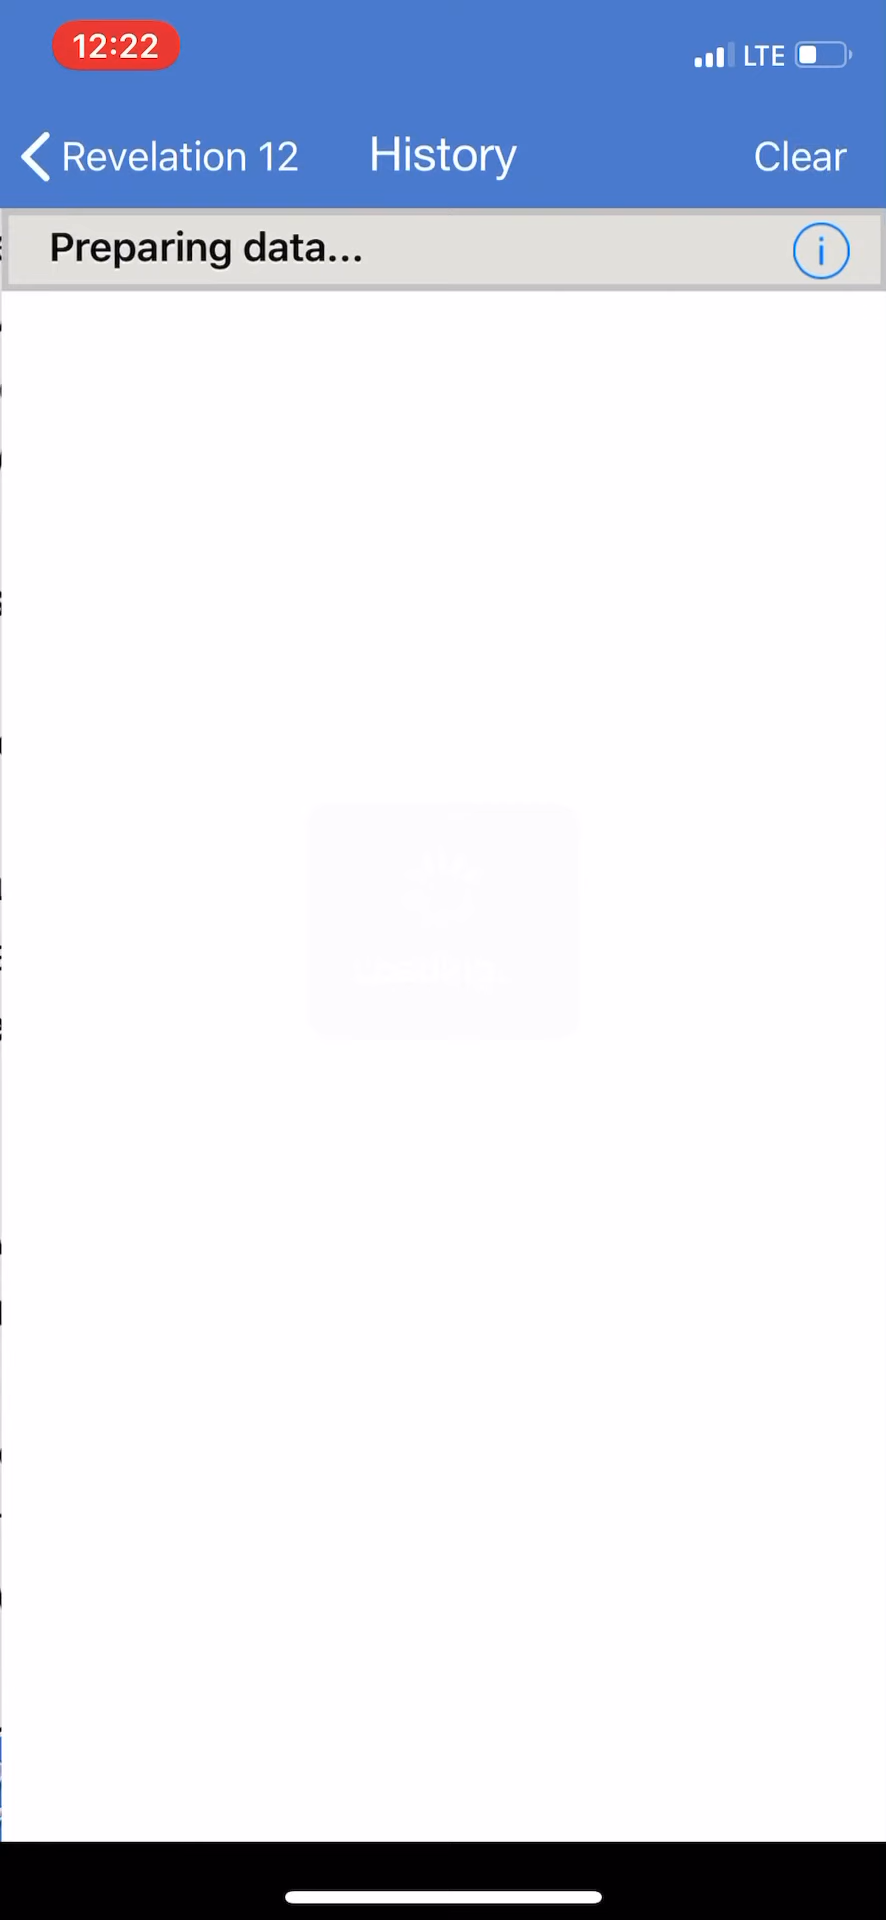 12:22
LTE
Revelation 12
History
Clear
Preparing data...
i